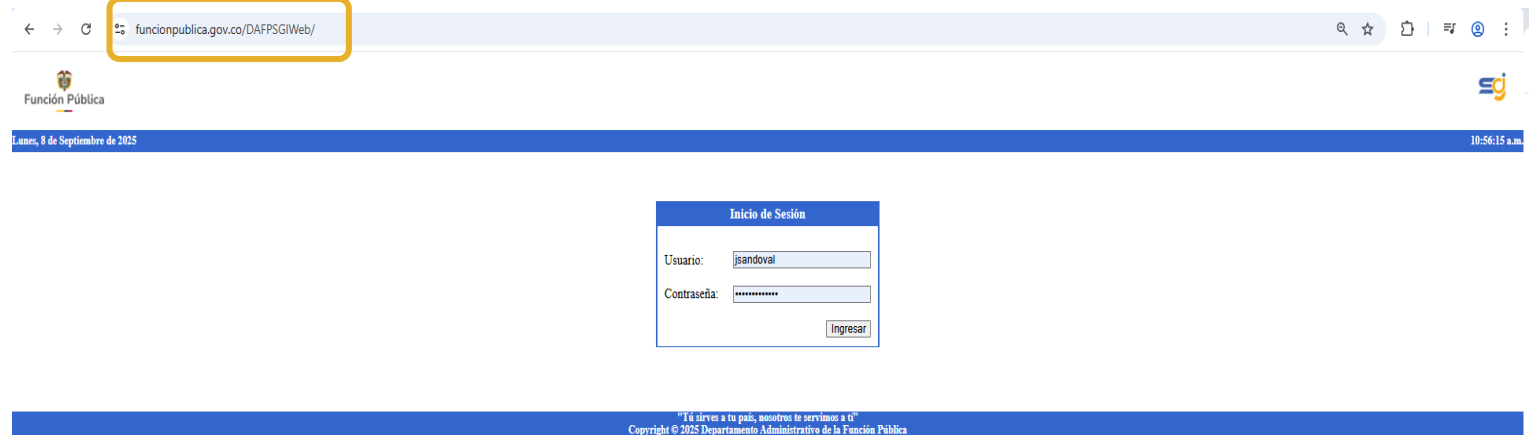 funcionpublica.gov.co/DAFPSGIWeb/
Función Pública
sgi
Lunes, 8 de Septiembre de 2025 10:56:15 a.m.
Inicio de Sesión
Usuario: jsandoval
Contraseña: •••••••••••••
Ingresar
"Tú sirves a tu país, nosotros te servimos a ti"
Copyright © 2025 Departamento Administrativo de la Función Pública